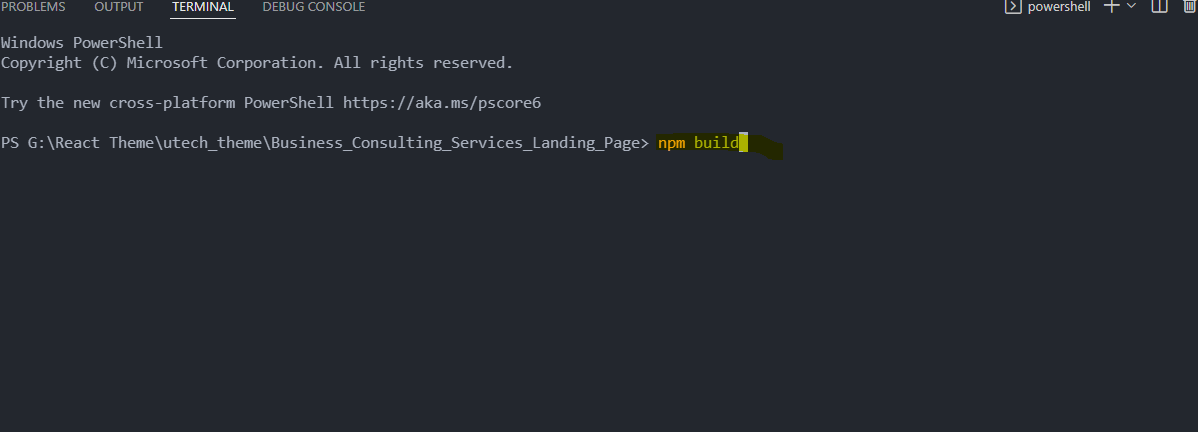 PROBLEMS OUTPUT TERMINAL DEBUG CONSOLE powershell
Windows PowerShell
Copyright (C) Microsoft Corporation. All rights reserved.
Try the new cross-platform PowerShell https://aka.ms/pscore6
PS G:\React Theme\utech_theme\Business_Consulting_Services_Landing_Page> npm build